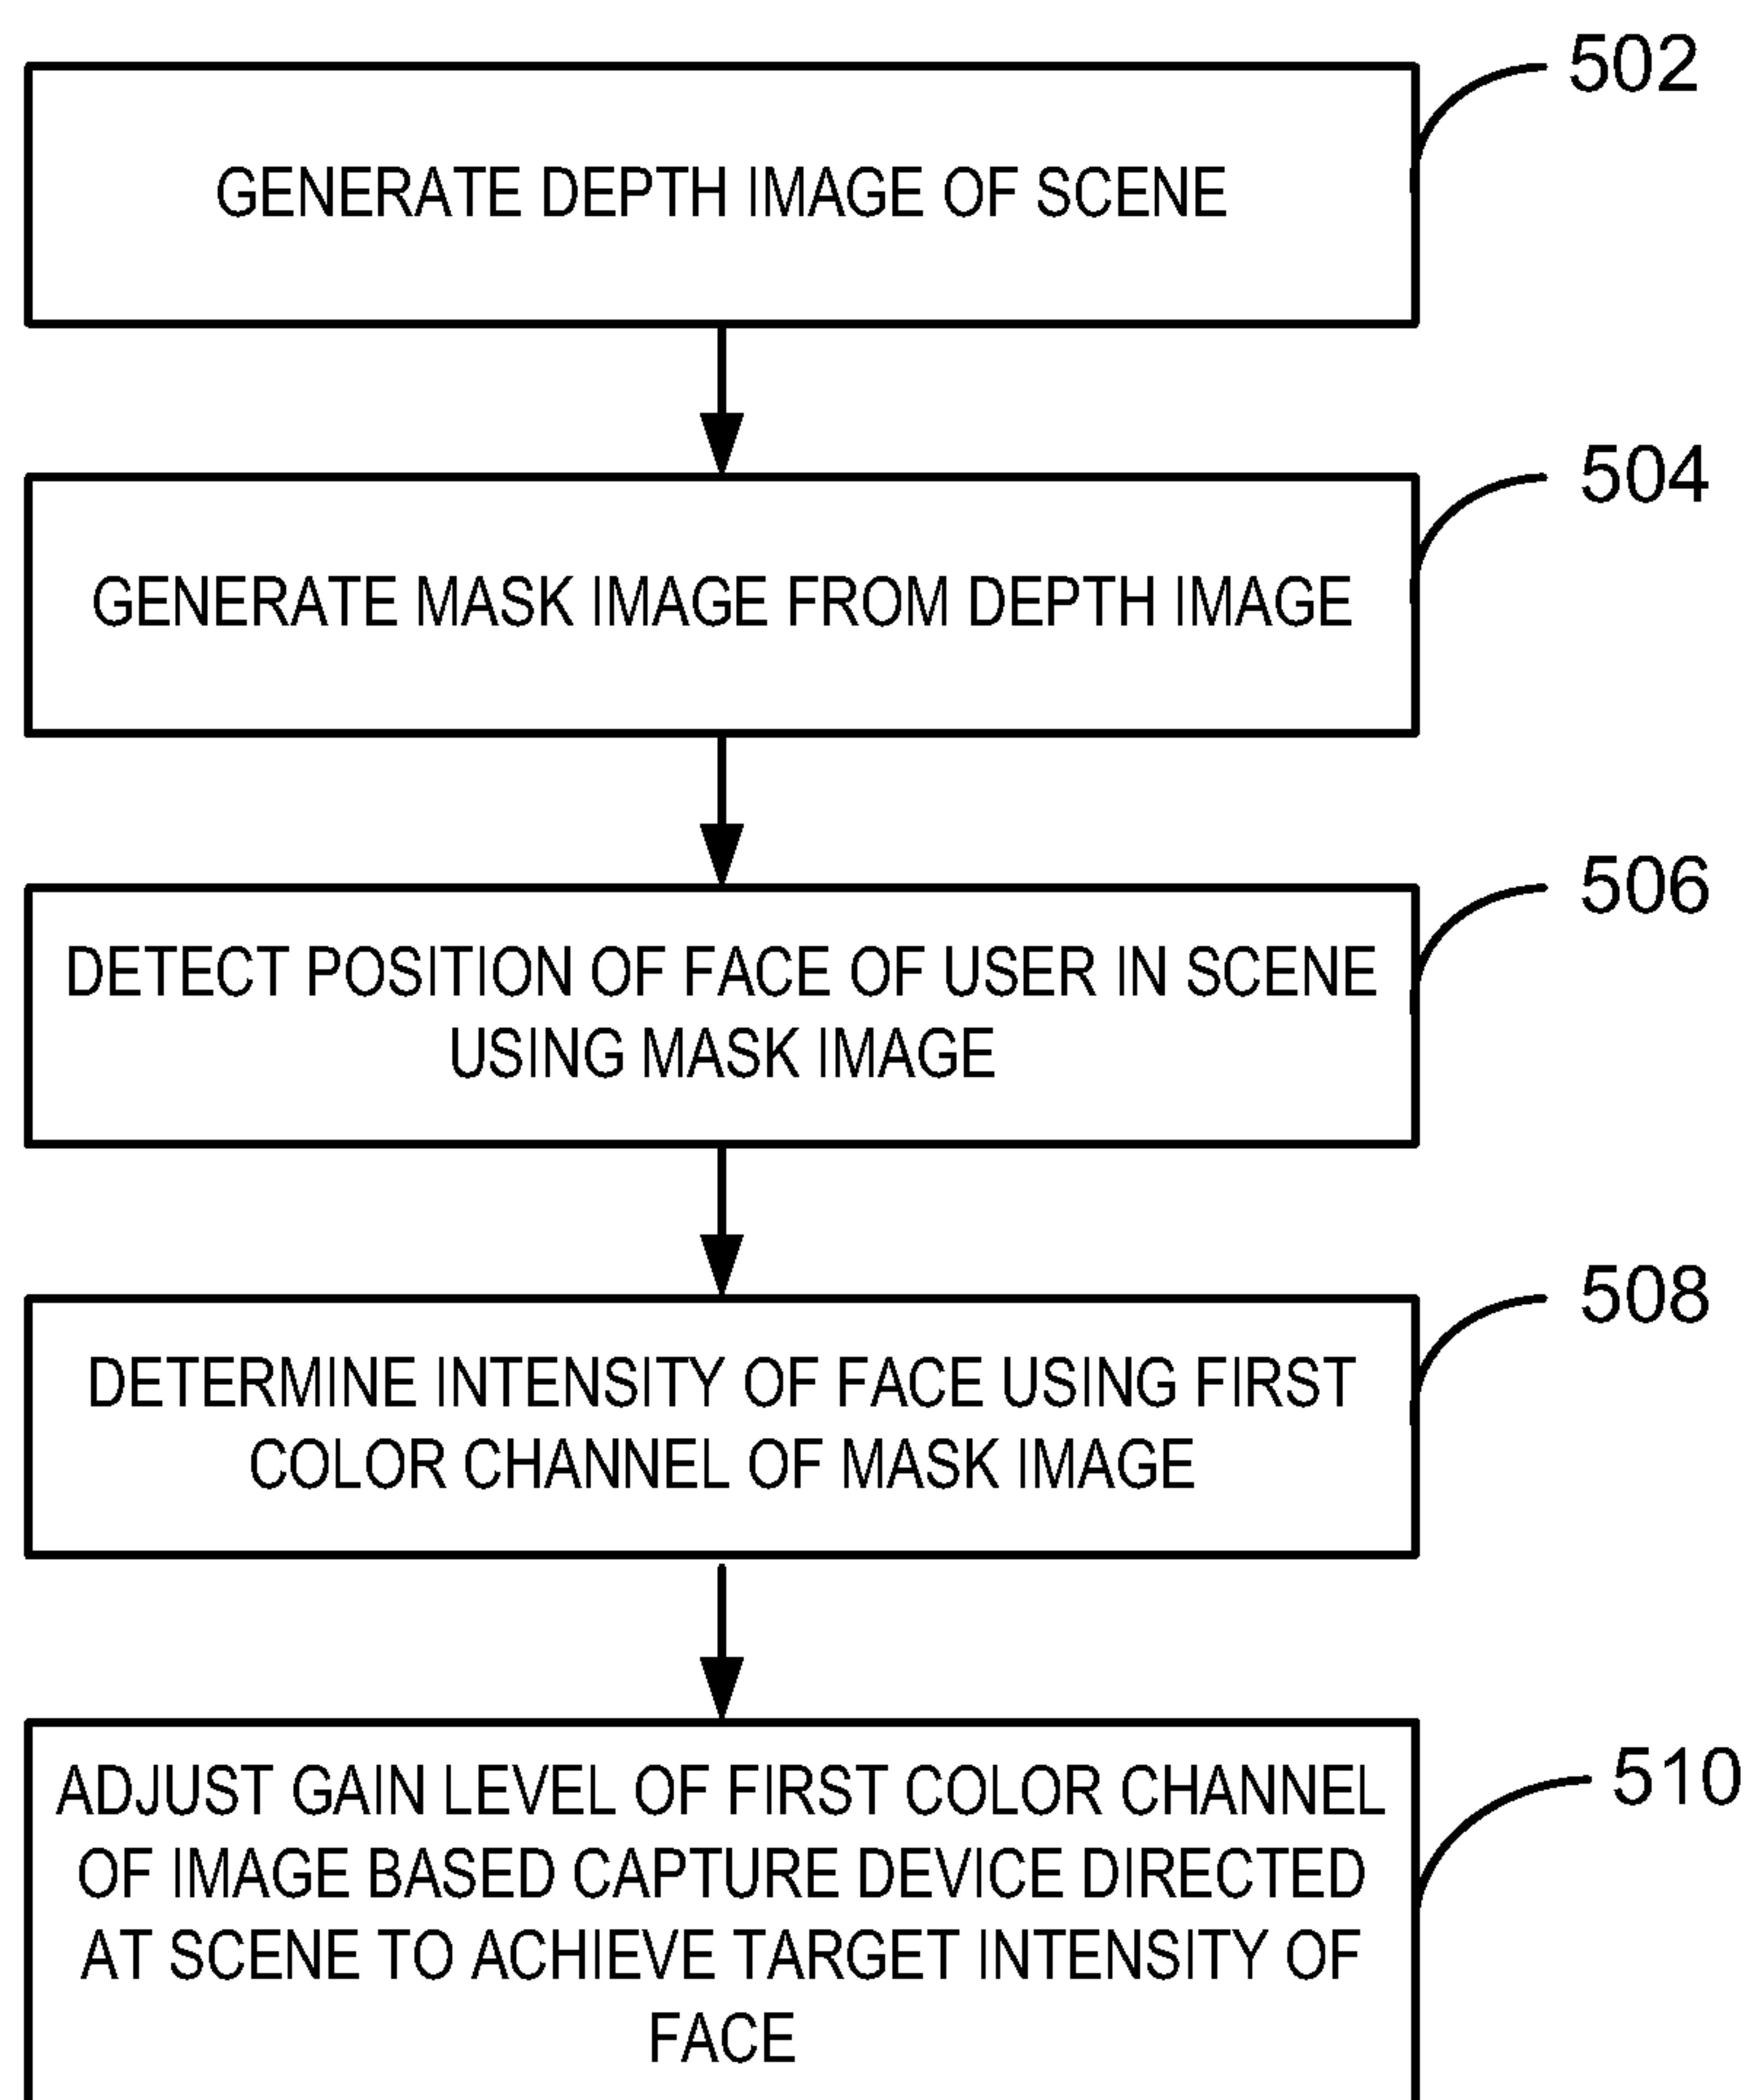 502
GENERATE DEPTH IMAGE OF SCENE
504
GENERATE MASK IMAGE FROM DEPTH IMAGE
506
DETECT POSITION OF FACE OF USER IN SCENE
USING MASK IMAGE
508
DETERMINE INTENSITY OF FACE USING FIRST
COLOR CHANNEL OF MASK IMAGE
510
ADJUST GAIN LEVEL OF FIRST COLOR CHANNEL
OF IMAGE BASED CAPTURE DEVICE DIRECTED
AT SCENE TO ACHIEVE TARGET INTENSITY OF
FACE